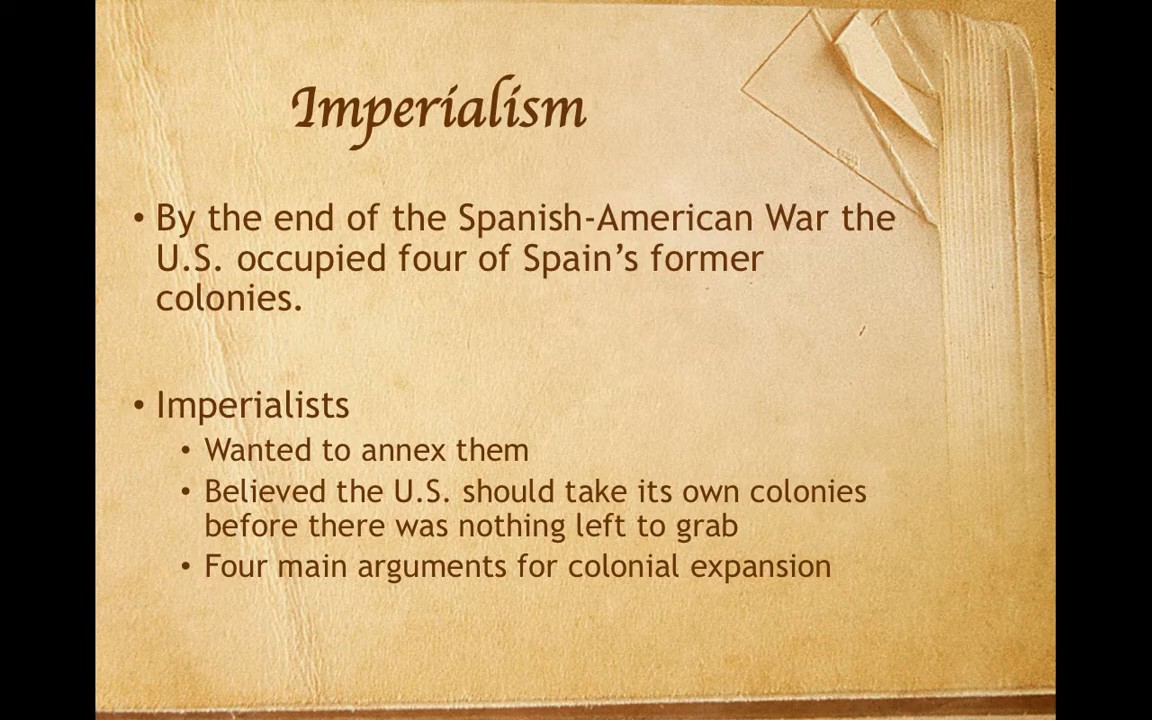 Imperialism
• By the end of the Spanish-American War the
U.S. occupied four of Spain’s former
colonies.
• Imperialists
• Wanted to annex them
• Believed the U.S. should take its own colonies
before there was nothing left to grab
• Four main arguments for colonial expansion